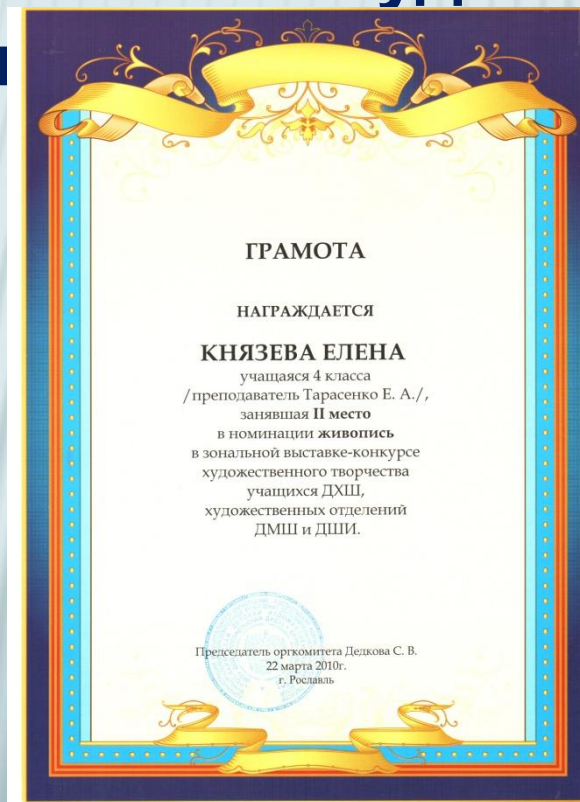 ГРАМОТА
НАГРАЖДАЕТСЯ
КНЯЗЕВА ЕЛЕНА
учащаяся 4 класса
/преподаватель Тарасенко Е. А./,
занявшая II место
в номинации живопись
в зональной выставке-конкурсе
художественного творчества
учащихся ДХШ,
художественных отделений
ДМШ и ДШИ.
Председатель оргкомитета Дедкова С. В.
22 марта 2010г.
г. Рославль